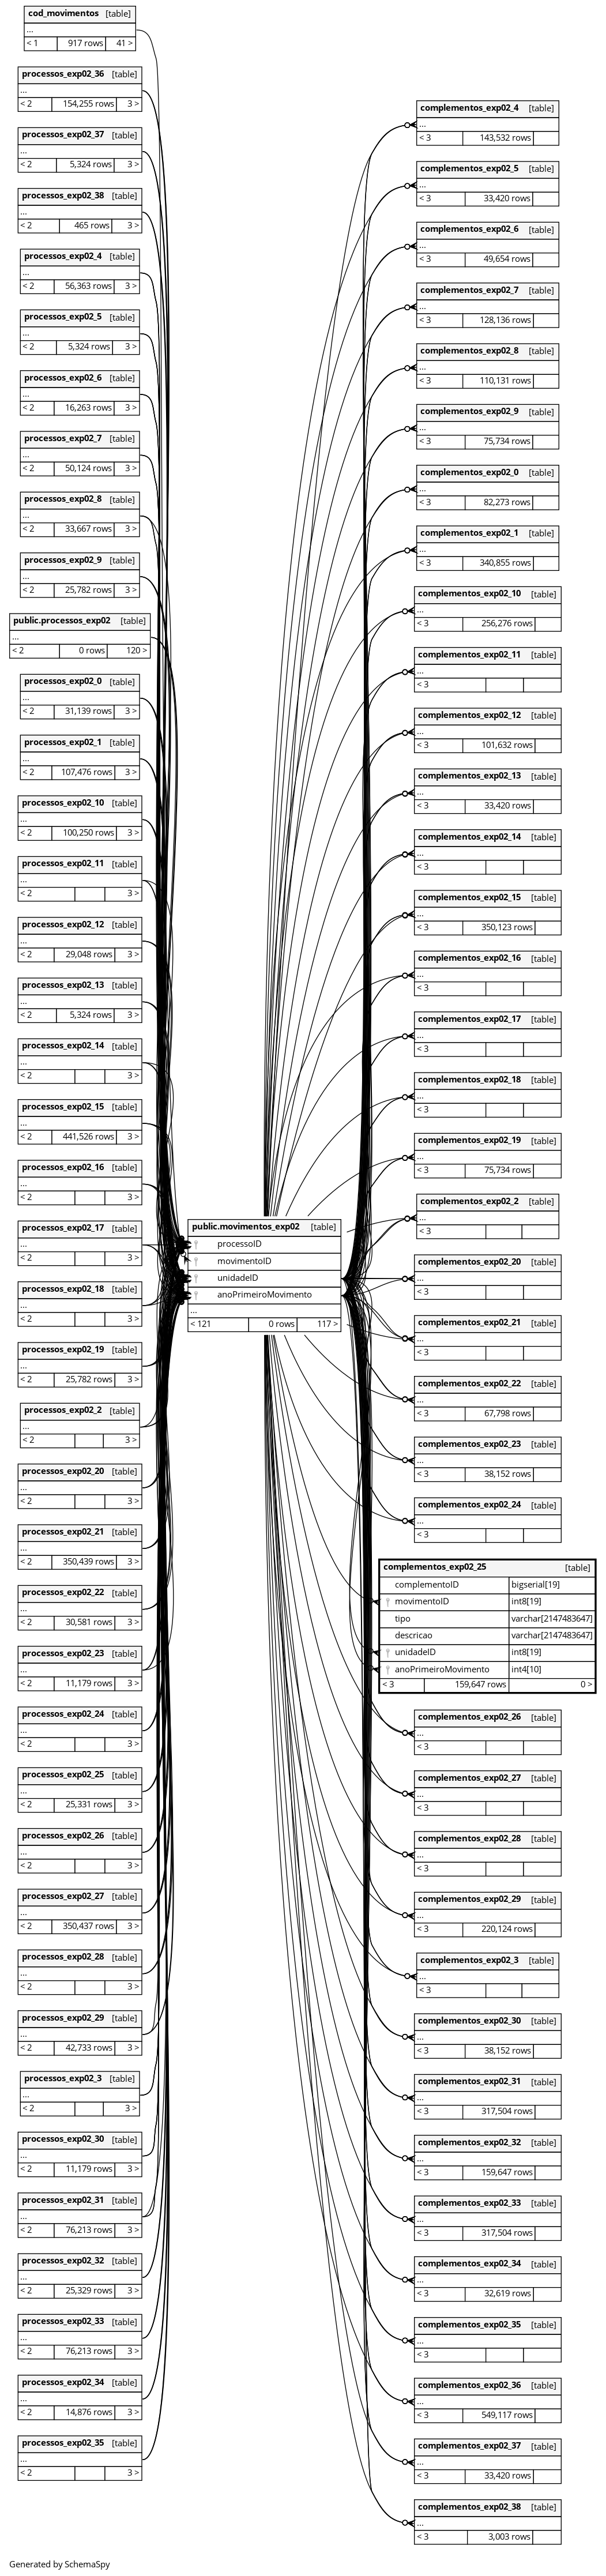 cod_movimentos [table]
...
< 1 917 rows 41 >
processos_exp02_36 [table]
...
< 2 154,255 rows 3 >
processos_exp02_37 [table]
...
< 2 5,324 rows 3 >
processos_exp02_38 [table]
...
< 2 465 rows 3 >
processos_exp02_4 [table]
...
< 2 56,363 rows 3 >
processos_exp02_5 [table]
...
< 2 5,324 rows 3 >
processos_exp02_6 [table]
...
< 2 16,263 rows 3 >
processos_exp02_7 [table]
...
< 2 50,124 rows 3 >
processos_exp02_8 [table]
...
< 2 33,667 rows 3 >
processos_exp02_9 [table]
...
< 2 25,782 rows 3 >
public.processos_exp02 [table]
...
< 2 0 rows 120 >
processos_exp02_0 [table]
...
< 2 31,139 rows 3 >
processos_exp02_1 [table]
...
< 2 107,476 rows 3 >
processos_exp02_10 [table]
...
< 2 100,250 rows 3 >
processos_exp02_11 [table]
...
< 2 3 >
processos_exp02_12 [table]
...
< 2 29,048 rows 3 >
processos_exp02_13 [table]
...
< 2 5,324 rows 3 >
processos_exp02_14 [table]
...
< 2 3 >
processos_exp02_15 [table]
...
< 2 441,526 rows 3 >
processos_exp02_16 [table]
...
< 2 3 >
processos_exp02_17 [table]
...
< 2 3 >
processos_exp02_18 [table]
...
< 2 3 >
processos_exp02_19 [table]
...
< 2 25,782 rows 3 >
processos_exp02_2 [table]
...
< 2 3 >
processos_exp02_20 [table]
...
< 2 3 >
processos_exp02_21 [table]
...
< 2 350,439 rows 3 >
processos_exp02_22 [table]
...
< 2 30,581 rows 3 >
processos_exp02_23 [table]
...
< 2 11,179 rows 3 >
processos_exp02_24 [table]
...
< 2 3 >
processos_exp02_25 [table]
...
< 2 25,331 rows 3 >
processos_exp02_26 [table]
...
< 2 3 >
processos_exp02_27 [table]
...
< 2 350,437 rows 3 >
processos_exp02_28 [table]
...
< 2 3 >
processos_exp02_29 [table]
...
< 2 42,733 rows 3 >
processos_exp02_3 [table]
...
< 2 3 >
processos_exp02_30 [table]
...
< 2 11,179 rows 3 >
processos_exp02_31 [table]
...
< 2 76,213 rows 3 >
processos_exp02_32 [table]
...
< 2 25,329 rows 3 >
processos_exp02_33 [table]
...
< 2 76,213 rows 3 >
processos_exp02_34 [table]
...
< 2 14,876 rows 3 >
processos_exp02_35 [table]
...
< 2 3 >
public.movimentos_exp02 [table]
processoID
movimentoID
unidadeID
anoPrimeiroMovimento
...
< 121 0 rows 117 >
complementos_exp02_4 [table]
...
< 3 143,532 rows
complementos_exp02_5 [table]
...
< 3 33,420 rows
complementos_exp02_6 [table]
...
< 3 49,654 rows
complementos_exp02_7 [table]
...
< 3 128,136 rows
complementos_exp02_8 [table]
...
< 3 110,131 rows
complementos_exp02_9 [table]
...
< 3 75,734 rows
complementos_exp02_0 [table]
...
< 3 82,273 rows
complementos_exp02_1 [table]
...
< 3 340,855 rows
complementos_exp02_10 [table]
...
< 3 256,276 rows
complementos_exp02_11 [table]
...
< 3
complementos_exp02_12 [table]
...
< 3 101,632 rows
complementos_exp02_13 [table]
...
< 3 33,420 rows
complementos_exp02_14 [table]
...
< 3
complementos_exp02_15 [table]
...
< 3 350,123 rows
complementos_exp02_16 [table]
...
< 3
complementos_exp02_17 [table]
...
< 3
complementos_exp02_18 [table]
...
< 3
complementos_exp02_19 [table]
...
< 3 75,734 rows
complementos_exp02_2 [table]
...
< 3
complementos_exp02_20 [table]
...
< 3
complementos_exp02_21 [table]
...
< 3
complementos_exp02_22 [table]
...
< 3 67,798 rows
complementos_exp02_23 [table]
...
< 3 38,152 rows
complementos_exp02_24 [table]
...
< 3
complementos_exp02_25 [table]
complementoID bigserial[19]
movimentoID int8[19]
tipo varchar[2147483647]
descricao varchar[2147483647]
unidadeID int8[19]
anoPrimeiroMovimento int4[10]
< 3 159,647 rows 0 >
complementos_exp02_26 [table]
...
< 3
complementos_exp02_27 [table]
...
< 3
complementos_exp02_28 [table]
...
< 3
complementos_exp02_29 [table]
...
< 3 220,124 rows
complementos_exp02_3 [table]
...
< 3
complementos_exp02_30 [table]
...
< 3 38,152 rows
complementos_exp02_31 [table]
...
< 3 317,504 rows
complementos_exp02_32 [table]
...
< 3 159,647 rows
complementos_exp02_33 [table]
...
< 3 317,504 rows
complementos_exp02_34 [table]
...
< 3 32,619 rows
complementos_exp02_35 [table]
...
< 3
complementos_exp02_36 [table]
...
< 3 549,117 rows
complementos_exp02_37 [table]
...
< 3 33,420 rows
complementos_exp02_38 [table]
...
< 3 3,003 rows
Generated by SchemaSpy